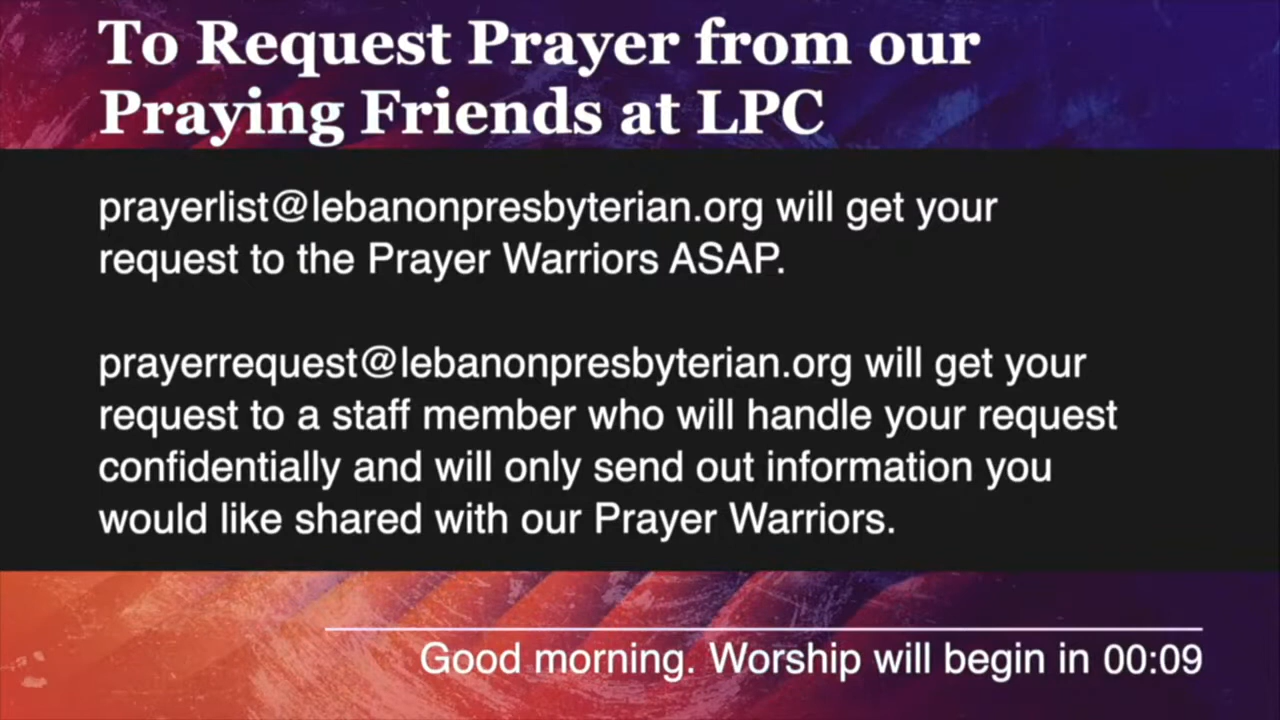 To Request Prayer from our
Praying Friends at LPC
prayerlist@lebanonpresbyterian.org will get your
request to the Prayer Warriors ASAP.
prayerrequest@lebanonpresbyterian.org will get your
request to a staff member who will handle your request
confidentially and will only send out information you
would like shared with our Prayer Warriors.
Good morning. Worship will begin in 00:09